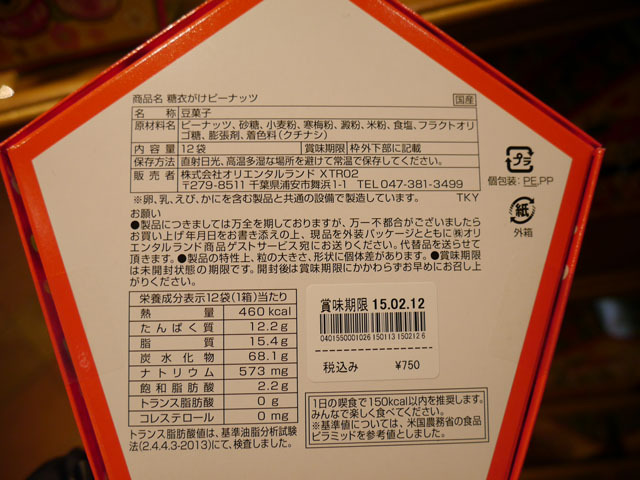 商品名 糖衣がけピーナッツ 国産
名称 豆菓子
原材料名 ピーナッツ、砂糖、小麦粉、寒梅粉、澱粉、米粉、食塩、フラクトオリ
ゴ糖、膨張剤、着色料(クチナシ)
内容量 12袋 賞味期限 枠外下部に記載
保存方法 直射日光、高温多湿な場所を避けて常温で保存してください。
販売者 株式会社オリエンタルランド XTR02
〒279-8511 千葉県浦安市舞浜1-1 TEL.047-381-3499
※卵、乳、えび、かにを含む製品と共通の設備で製造しています。 TKY
お願い
●製品につきましては万全を期しておりますが、万一不都合がございましたら
お買い上げ年月日をお書き添えの上、現品を外装パッケージとともに㈱オリ
エンタルランド商品ゲストサービス宛にお送りください。代替品を送らせて
頂きます。●製品の特性上、粒の大きさ、形状に個体差があります。●賞味期限
は未開封状態の期限です。開封後は賞味期限にかかわらずお早めにお召し上
がりください。
プラ
個包装:PE,PP
紙
外箱
栄養成分表示12袋(1箱)当たり
熱量 460 kcal
たんぱく質 12.2 g
脂質 15.4 g
炭水化物 68.1 g
ナトリウム 573 mg
飽和脂肪酸 2.2 g
トランス脂肪酸 0 g
コレステロール 0 mg
トランス脂肪酸値は、基準油脂分析試験
法(2.4.4.3-2013)にて、検査しました。
賞味期限 15.02.12
0401550001026 150113 150212 6
税込み ¥750
1日の間食で150kcal以内を推奨します。
みんなで楽しく食べてください。
※基準値については、米国農務省の食品
ピラミッドを参考値としました。